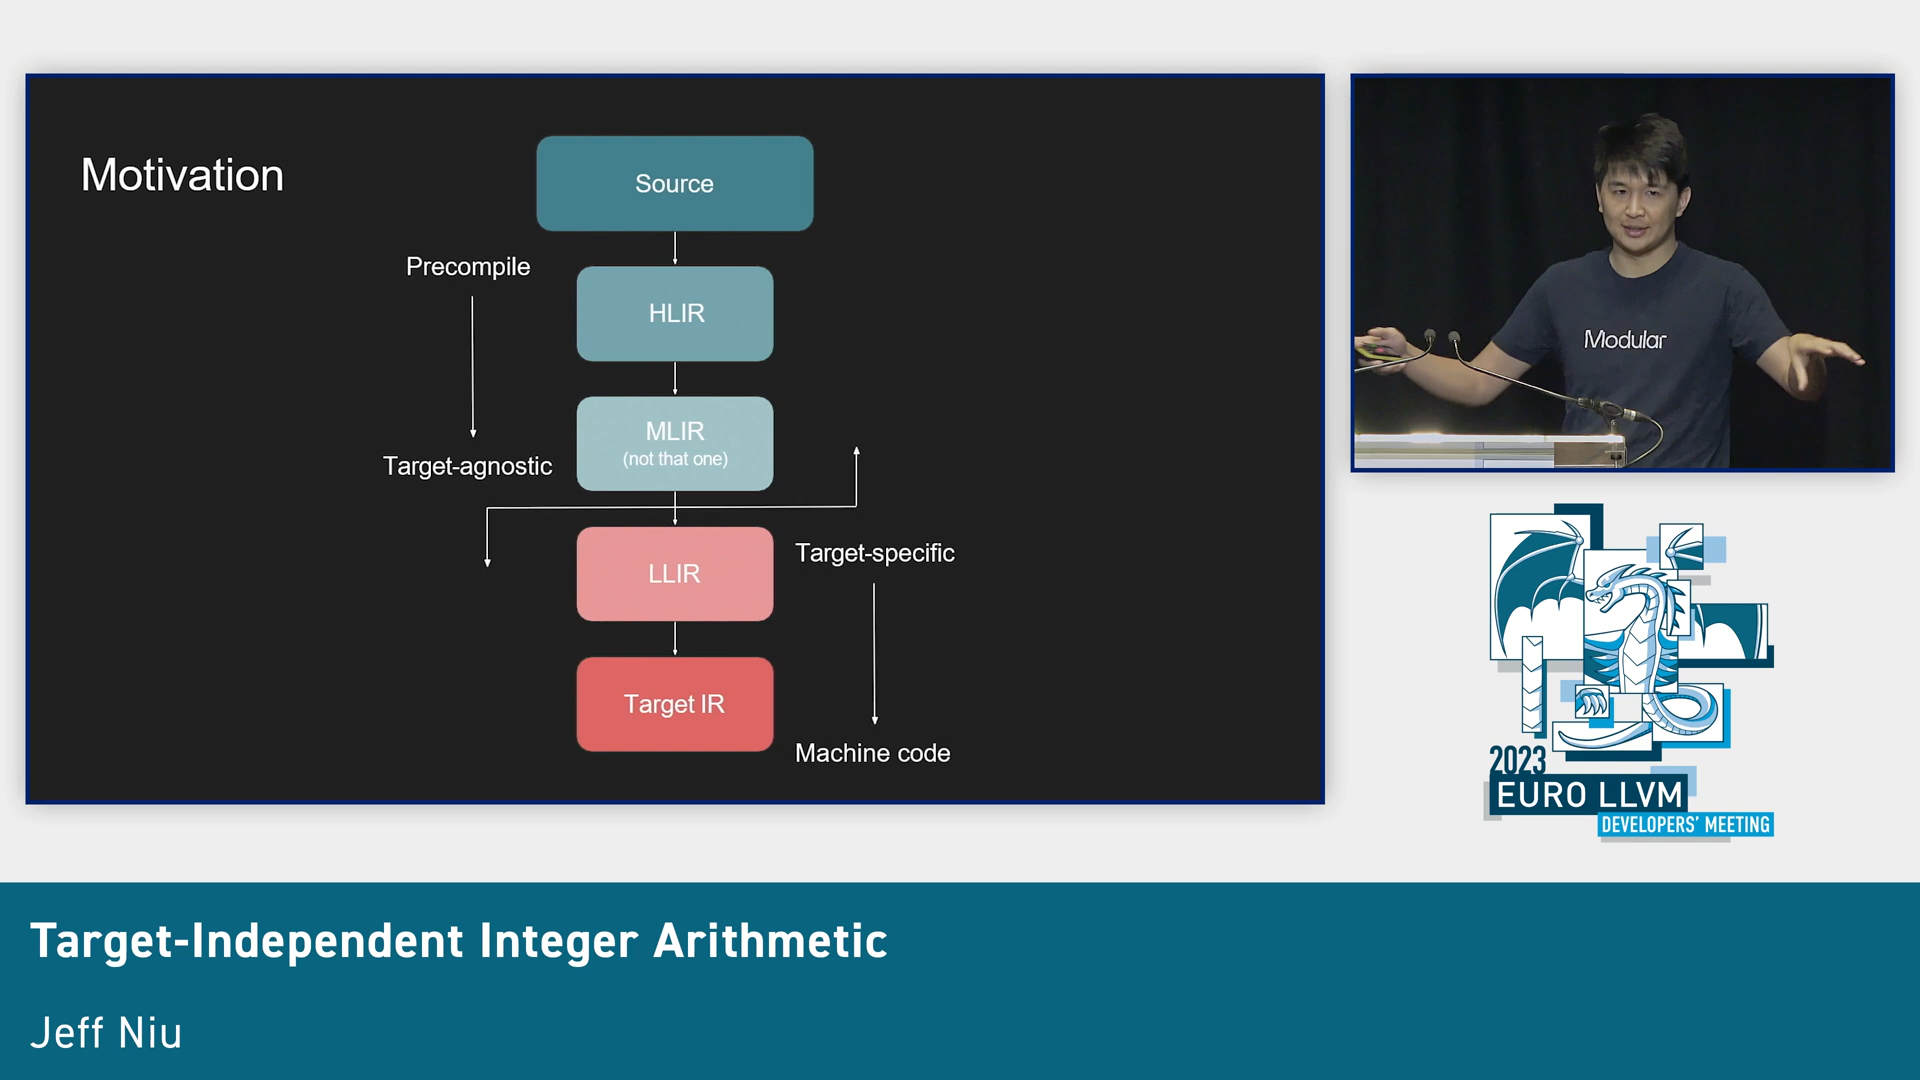 Motivation
Source
Precompile
HLIR
MLIR
(not that one)
Target-agnostic
LLIR
Target-specific
Target IR
Machine code
Modular
2023
EURO LLVM
DEVELOPERS' MEETING
Target-Independent Integer Arithmetic
Jeff Niu